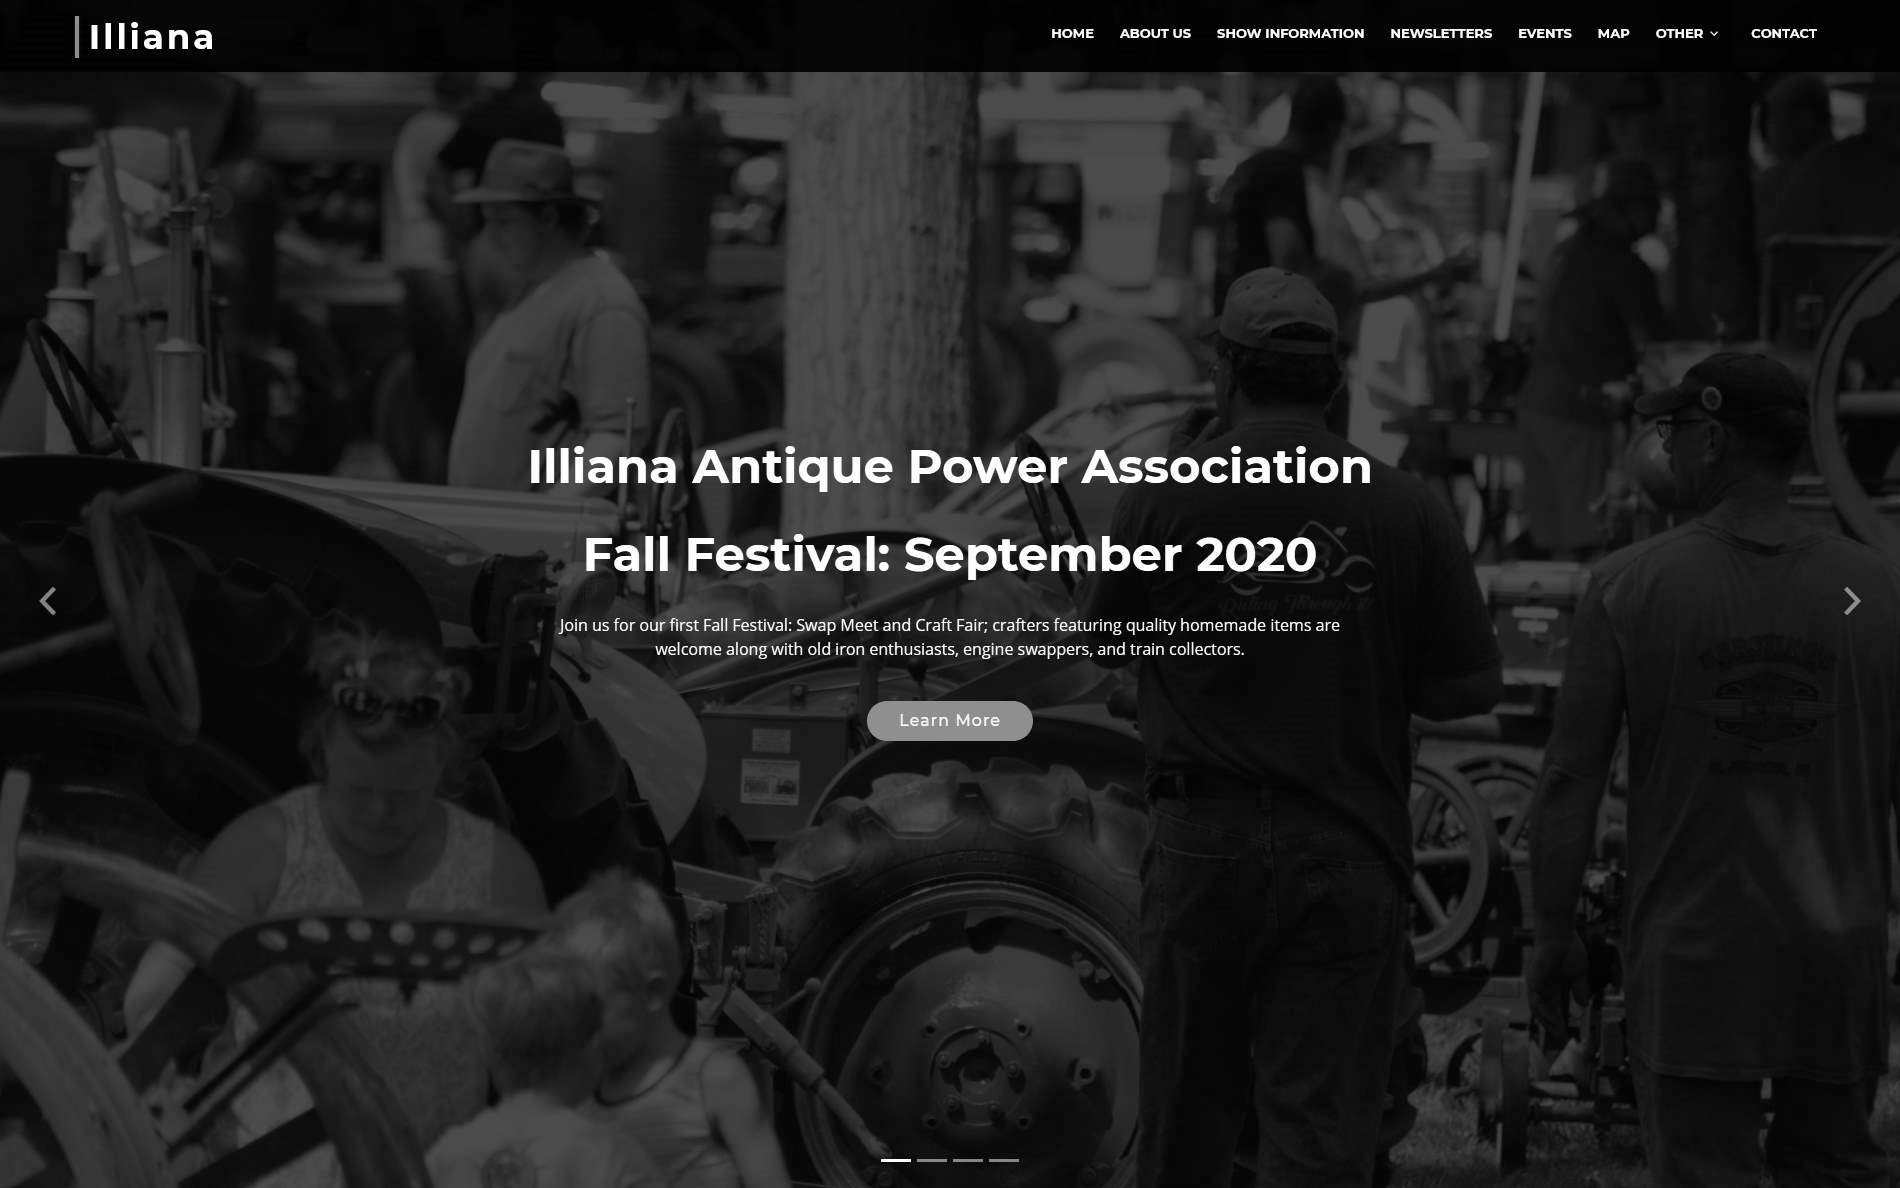 Illiana
HOME ABOUT US SHOW INFORMATION NEWSLETTERS EVENTS MAP OTHER CONTACT
Illiana Antique Power Association
Fall Festival: September 2020
Riding Through
Join us for our first Fall Festival: Swap Meet and Craft Fair; crafters featuring quality homemade items are
welcome along with old iron enthusiasts, engine swappers, and train collectors.
Learn More